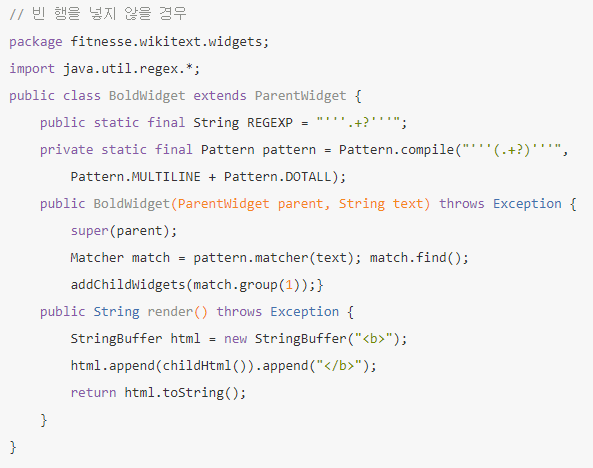 // 빈 행을 넣지 않을 경우
package fitnesse.wikitext.widgets;
import java.util.regex.*;
public class BoldWidget extends ParentWidget {
    public static final String REGEXP = "'''.+?'''";
    private static final Pattern pattern = Pattern.compile("'''(.+?)'''",
        Pattern.MULTILINE + Pattern.DOTALL);
    public BoldWidget(ParentWidget parent, String text) throws Exception {
        super(parent);
        Matcher match = pattern.matcher(text); match.find();
        addChildWidgets(match.group(1));}
    public String render() throws Exception {
        StringBuffer html = new StringBuffer("<b>");
        html.append(childHtml()).append("</b>");
        return html.toString();
    }
}